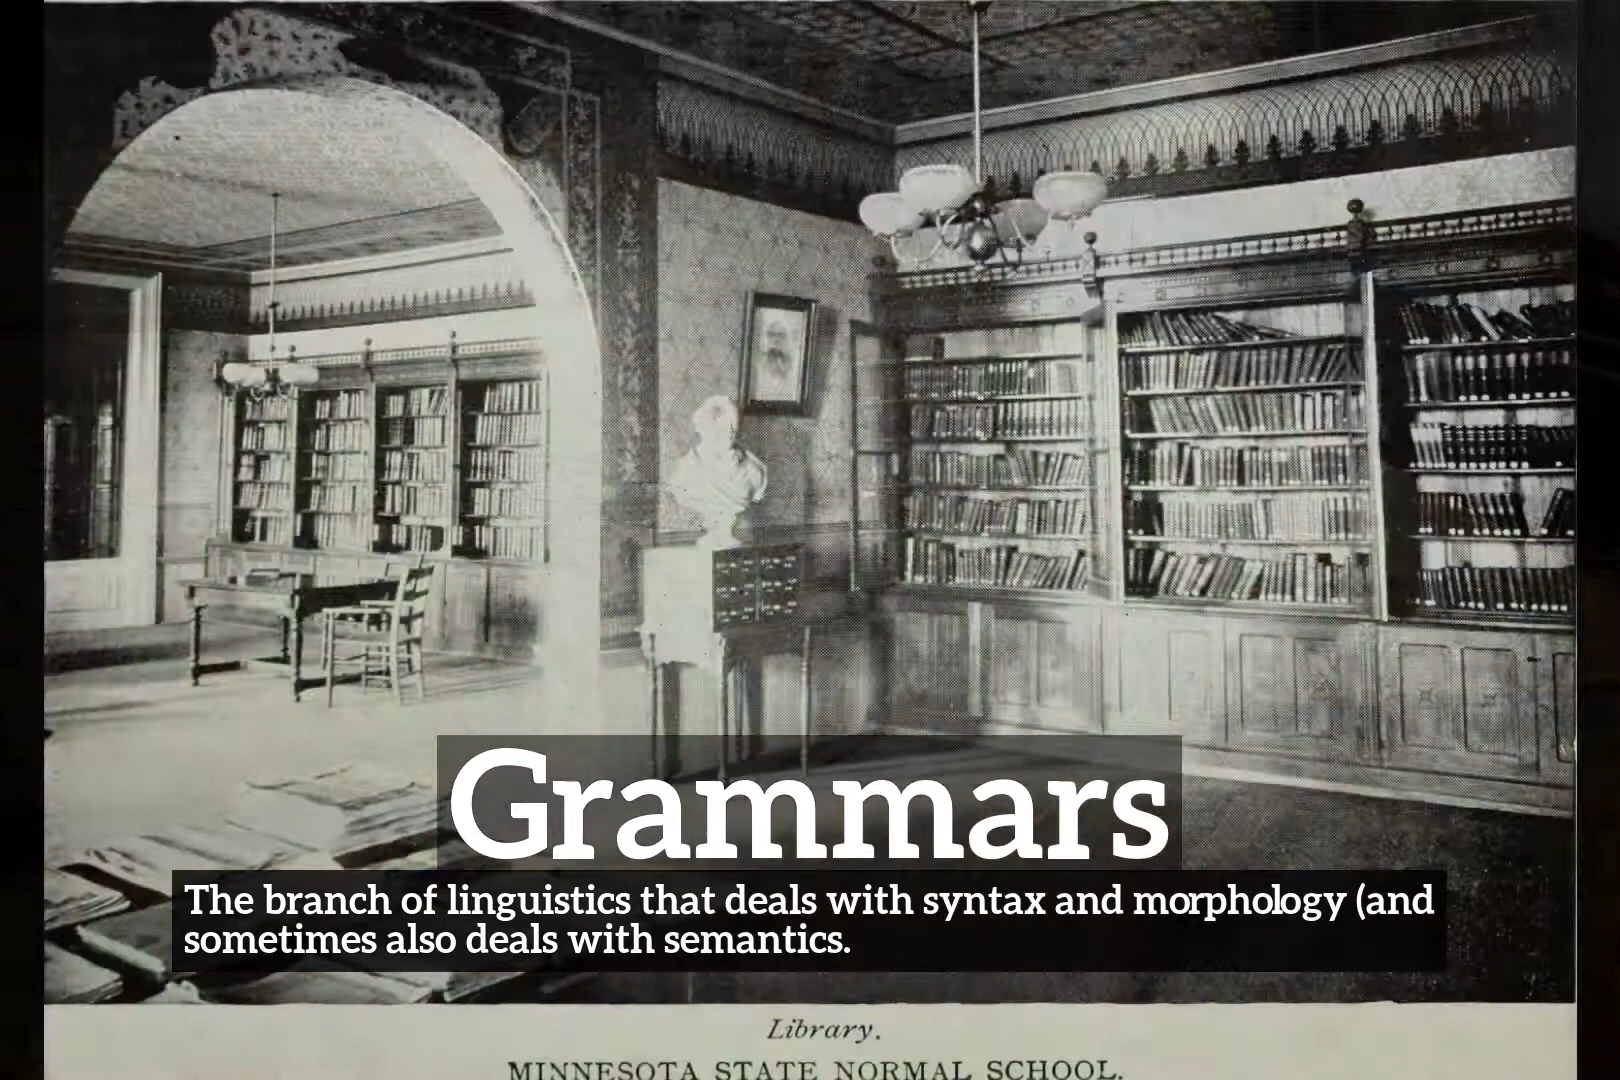 Grammars
The branch of linguistics that deals with syntax and morphology (and
sometimes also deals with semantics.
Library.
MINNESOTA STATE NORMAL SCHOOL.